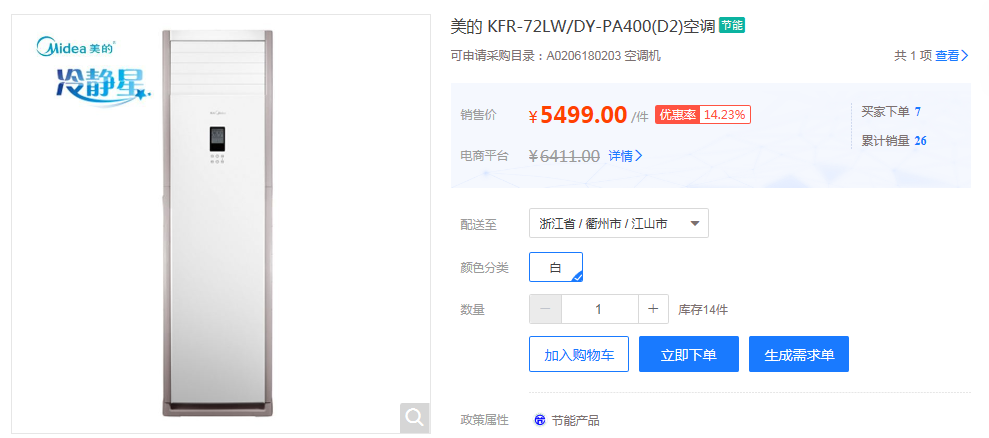 Midea 美的
冷静星
美的 KFR-72LW/DY-PA400(D2)空调 节能
可申请采购目录：A0206180203 空调机
共 1 项 查看
销售价 ￥5499.00 /件 优惠率 14.23%
买家下单 7
电商平台 ¥6411.00 详情
累计销量 26
配送至 浙江省 / 衢州市 / 江山市
颜色分类 白
数量 1 库存14件
加入购物车 立即下单 生成需求单
政策属性 节能产品